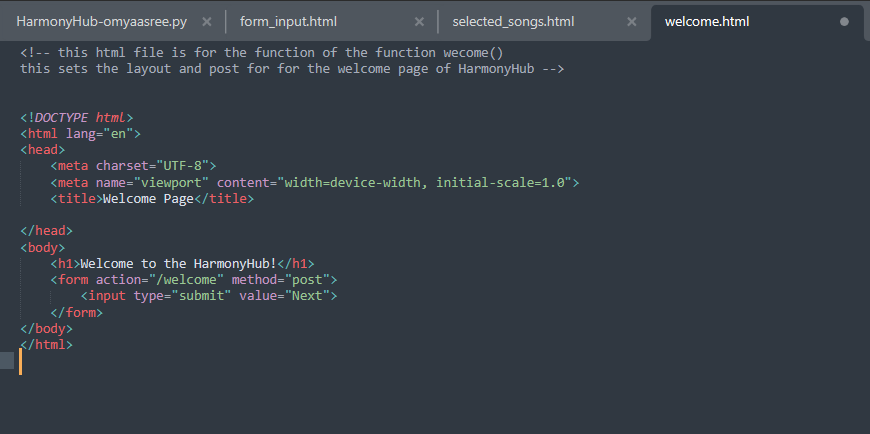 HarmonyHub-omyaasree.py × form_input.html × selected_songs.html × welcome.html
<!-- this html file is for the function of the function wecome()
this sets the layout and post for for the welcome page of HarmonyHub -->
<!DOCTYPE html>
<html lang="en">
<head>
    <meta charset="UTF-8">
    <meta name="viewport" content="width=device-width, initial-scale=1.0">
    <title>Welcome Page</title>
</head>
<body>
    <h1>Welcome to the HarmonyHub!</h1>
    <form action="/welcome" method="post">
        <input type="submit" value="Next">
    </form>
</body>
</html>